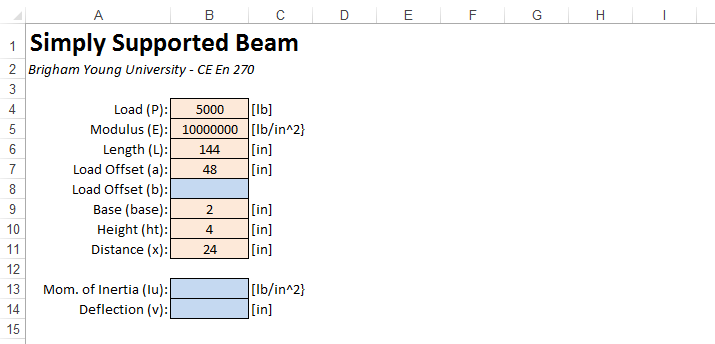 A B C D E F G H I
1 Simply Supported Beam
2 Brigham Young University - CE En 270
3
4 Load (P): 5000 [lb]
5 Modulus (E): 10000000 [lb/in^2}
6 Length (L): 144 [in]
7 Load Offset (a): 48 [in]
8 Load Offset (b):
9 Base (base): 2 [in]
10 Height (ht): 4 [in]
11 Distance (x): 24 [in]
12
13 Mom. of Inertia (Iu): [lb/in^2}
14 Deflection (v): [in]
15